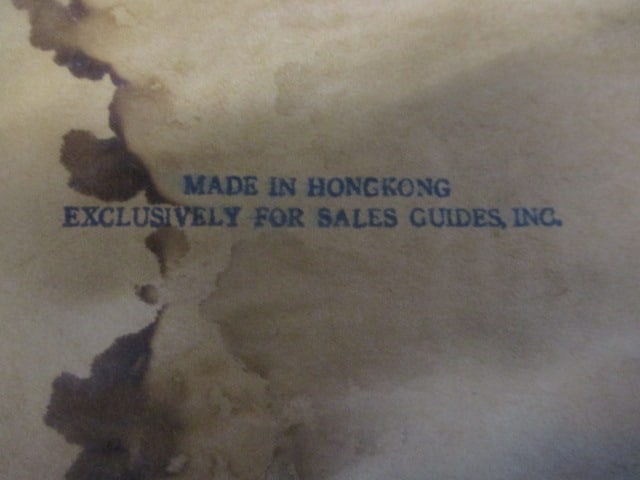 MADE IN HONGKONG
EXCLUSIVELY FOR SALES GUIDES, INC.